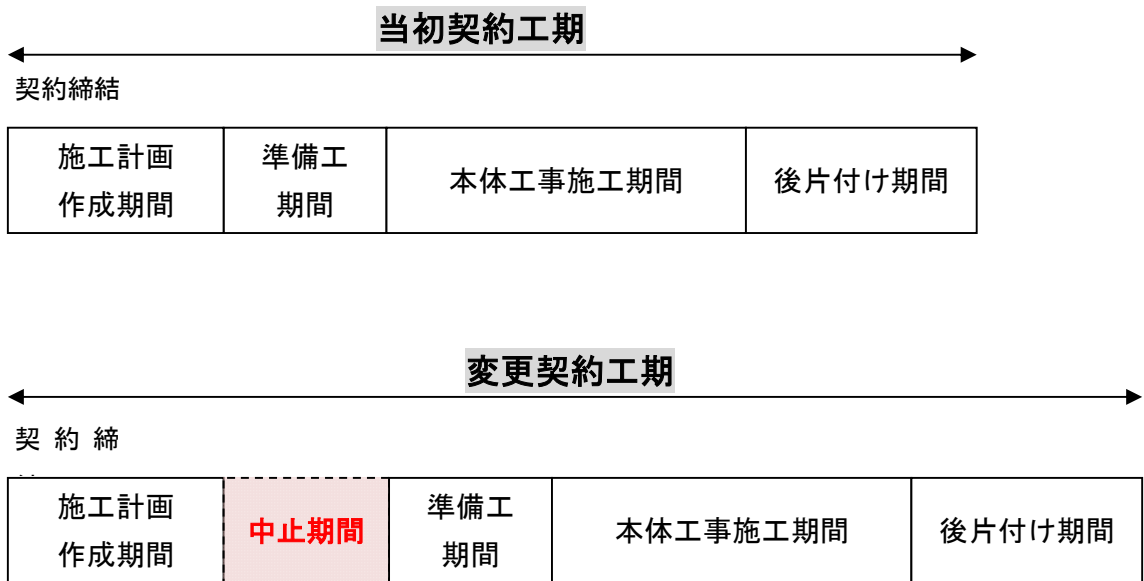 当初契約工期
契約締結
施工計画
作成期間
準備工
期間
本体工事施工期間
後片付け期間
変更契約工期
契 約 締
施工計画
作成期間
中止期間
準備工
期間
本体工事施工期間
後片付け期間